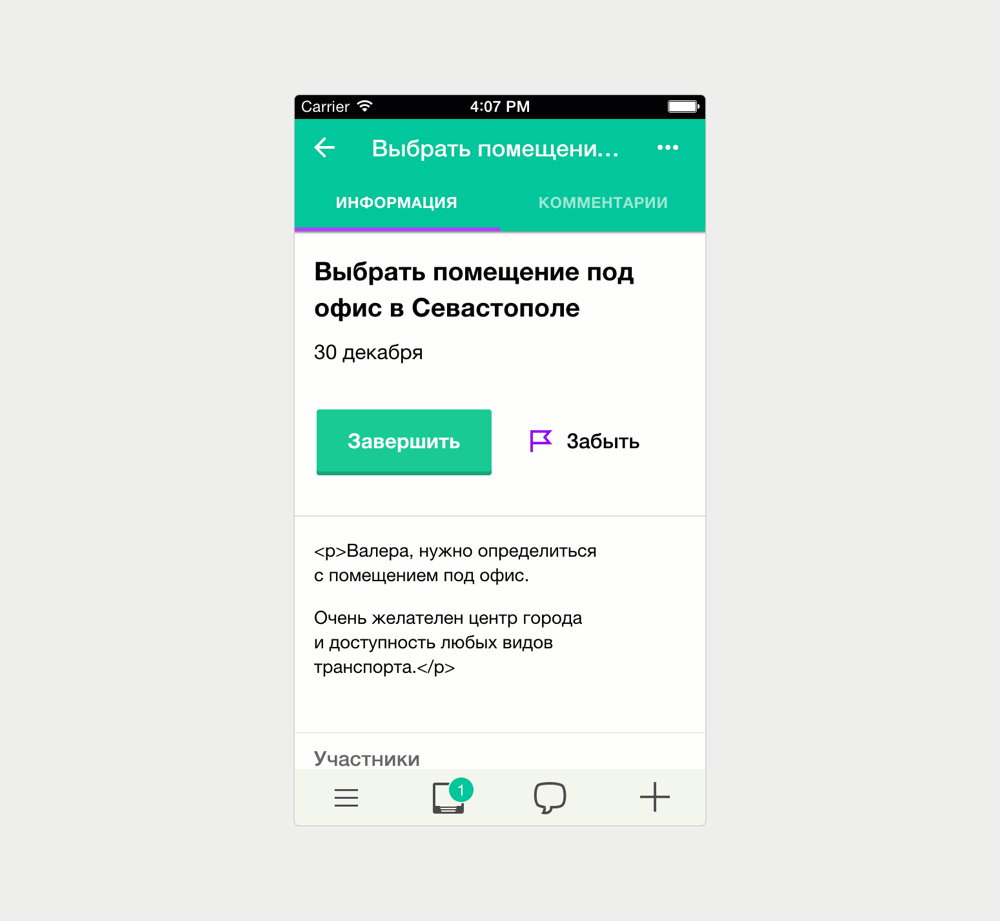 Carrier 4:07 PM
Выбрать помещени...
ИНФОРМАЦИЯ КОММЕНТАРИИ
Выбрать помещение под
офис в Севастополе
30 декабря
Завершить Забыть
<p>Валера, нужно определиться
с помещением под офис.
Очень желателен центр города
и доступность любых видов
транспорта.</p>
Участники
1